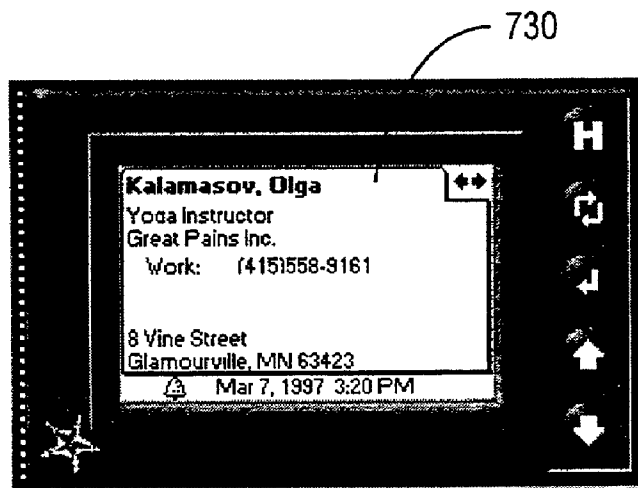 730
H
Kalamasov, Olga
Yoga Instructor
Great Pains Inc.
Work: (415)558-9161
8 Vine Street
Glamourville, MN 63423
Mar 7, 1997 3:20 PM